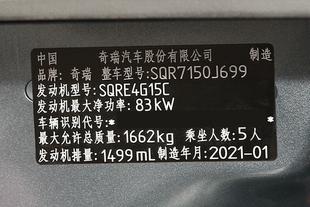 中国 奇瑞汽车股份有限公司 制造
品牌: 奇瑞 整车型号: SQR7150J699
发动机型号: SQRE4G15C
发动机最大净功率: 83kW
车辆识别代号: *
最大允许总质量: 1662kg 乘坐人数: 5人
发动机排量: 1499mL 制造年月: 2021-01